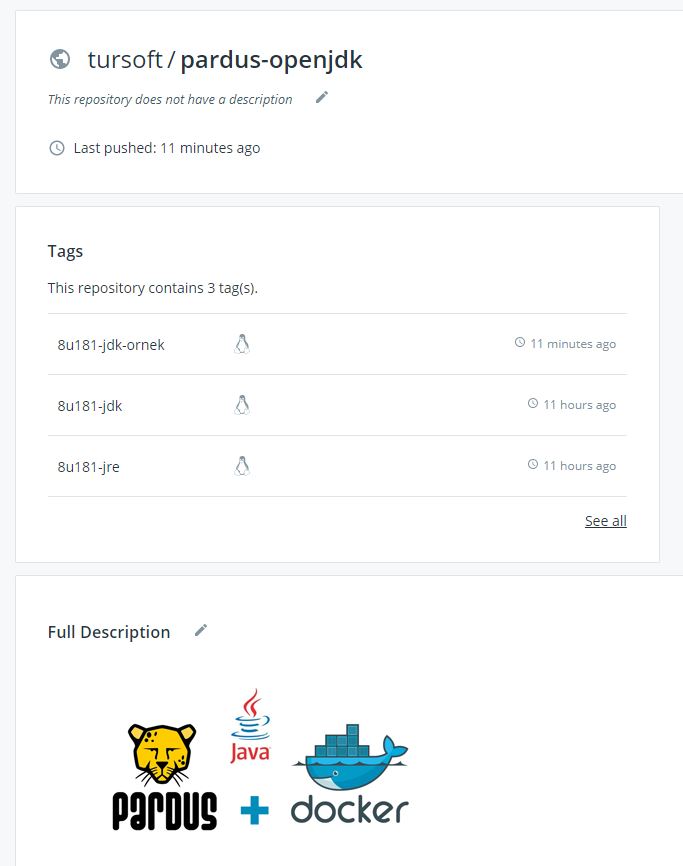 tursoft / pardus-openjdk
This repository does not have a description
Last pushed: 11 minutes ago
Tags
This repository contains 3 tag(s).
8u181-jdk-ornek 11 minutes ago
8u181-jdk 11 hours ago
8u181-jre 11 hours ago
See all
Full Description
Java
PARDUS + docker